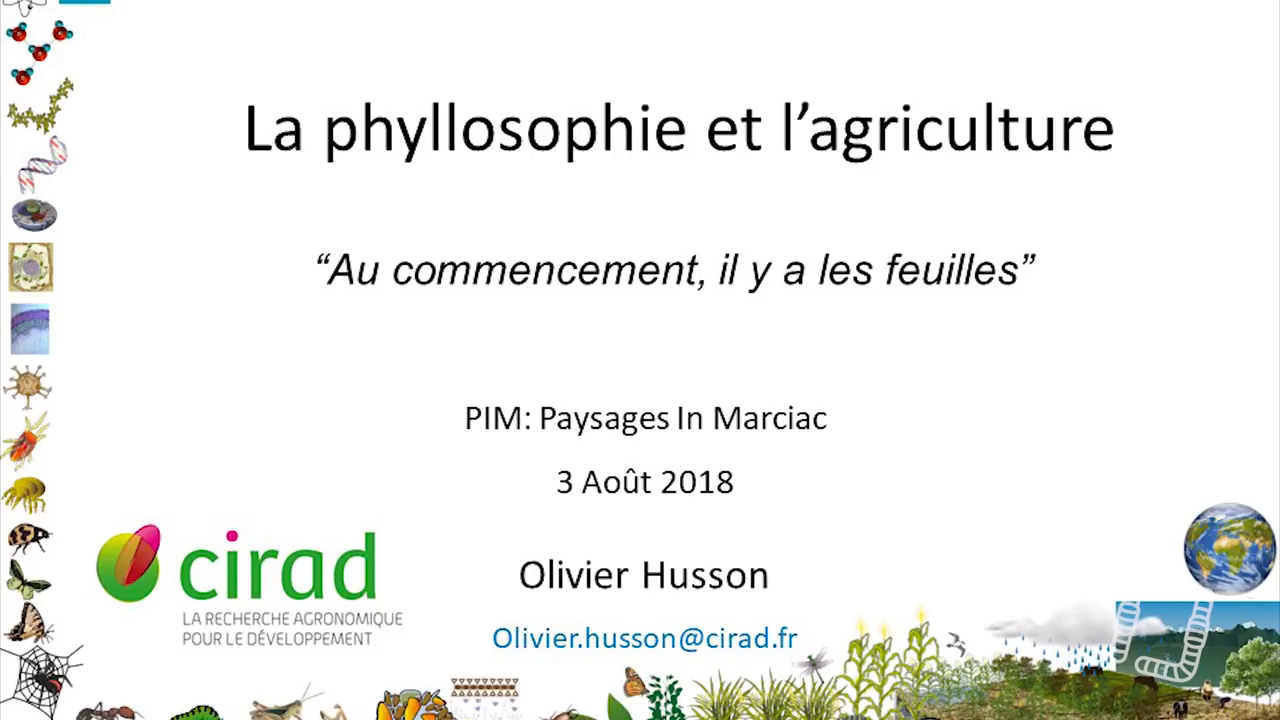 La phyllosophie et l’agriculture
“Au commencement, il y a les feuilles”
PIM: Paysages In Marciac
3 Août 2018
cirad
LA RECHERCHE AGRONOMIQUE
POUR LE DÉVELOPPEMENT
Olivier Husson
Olivier.husson@cirad.fr